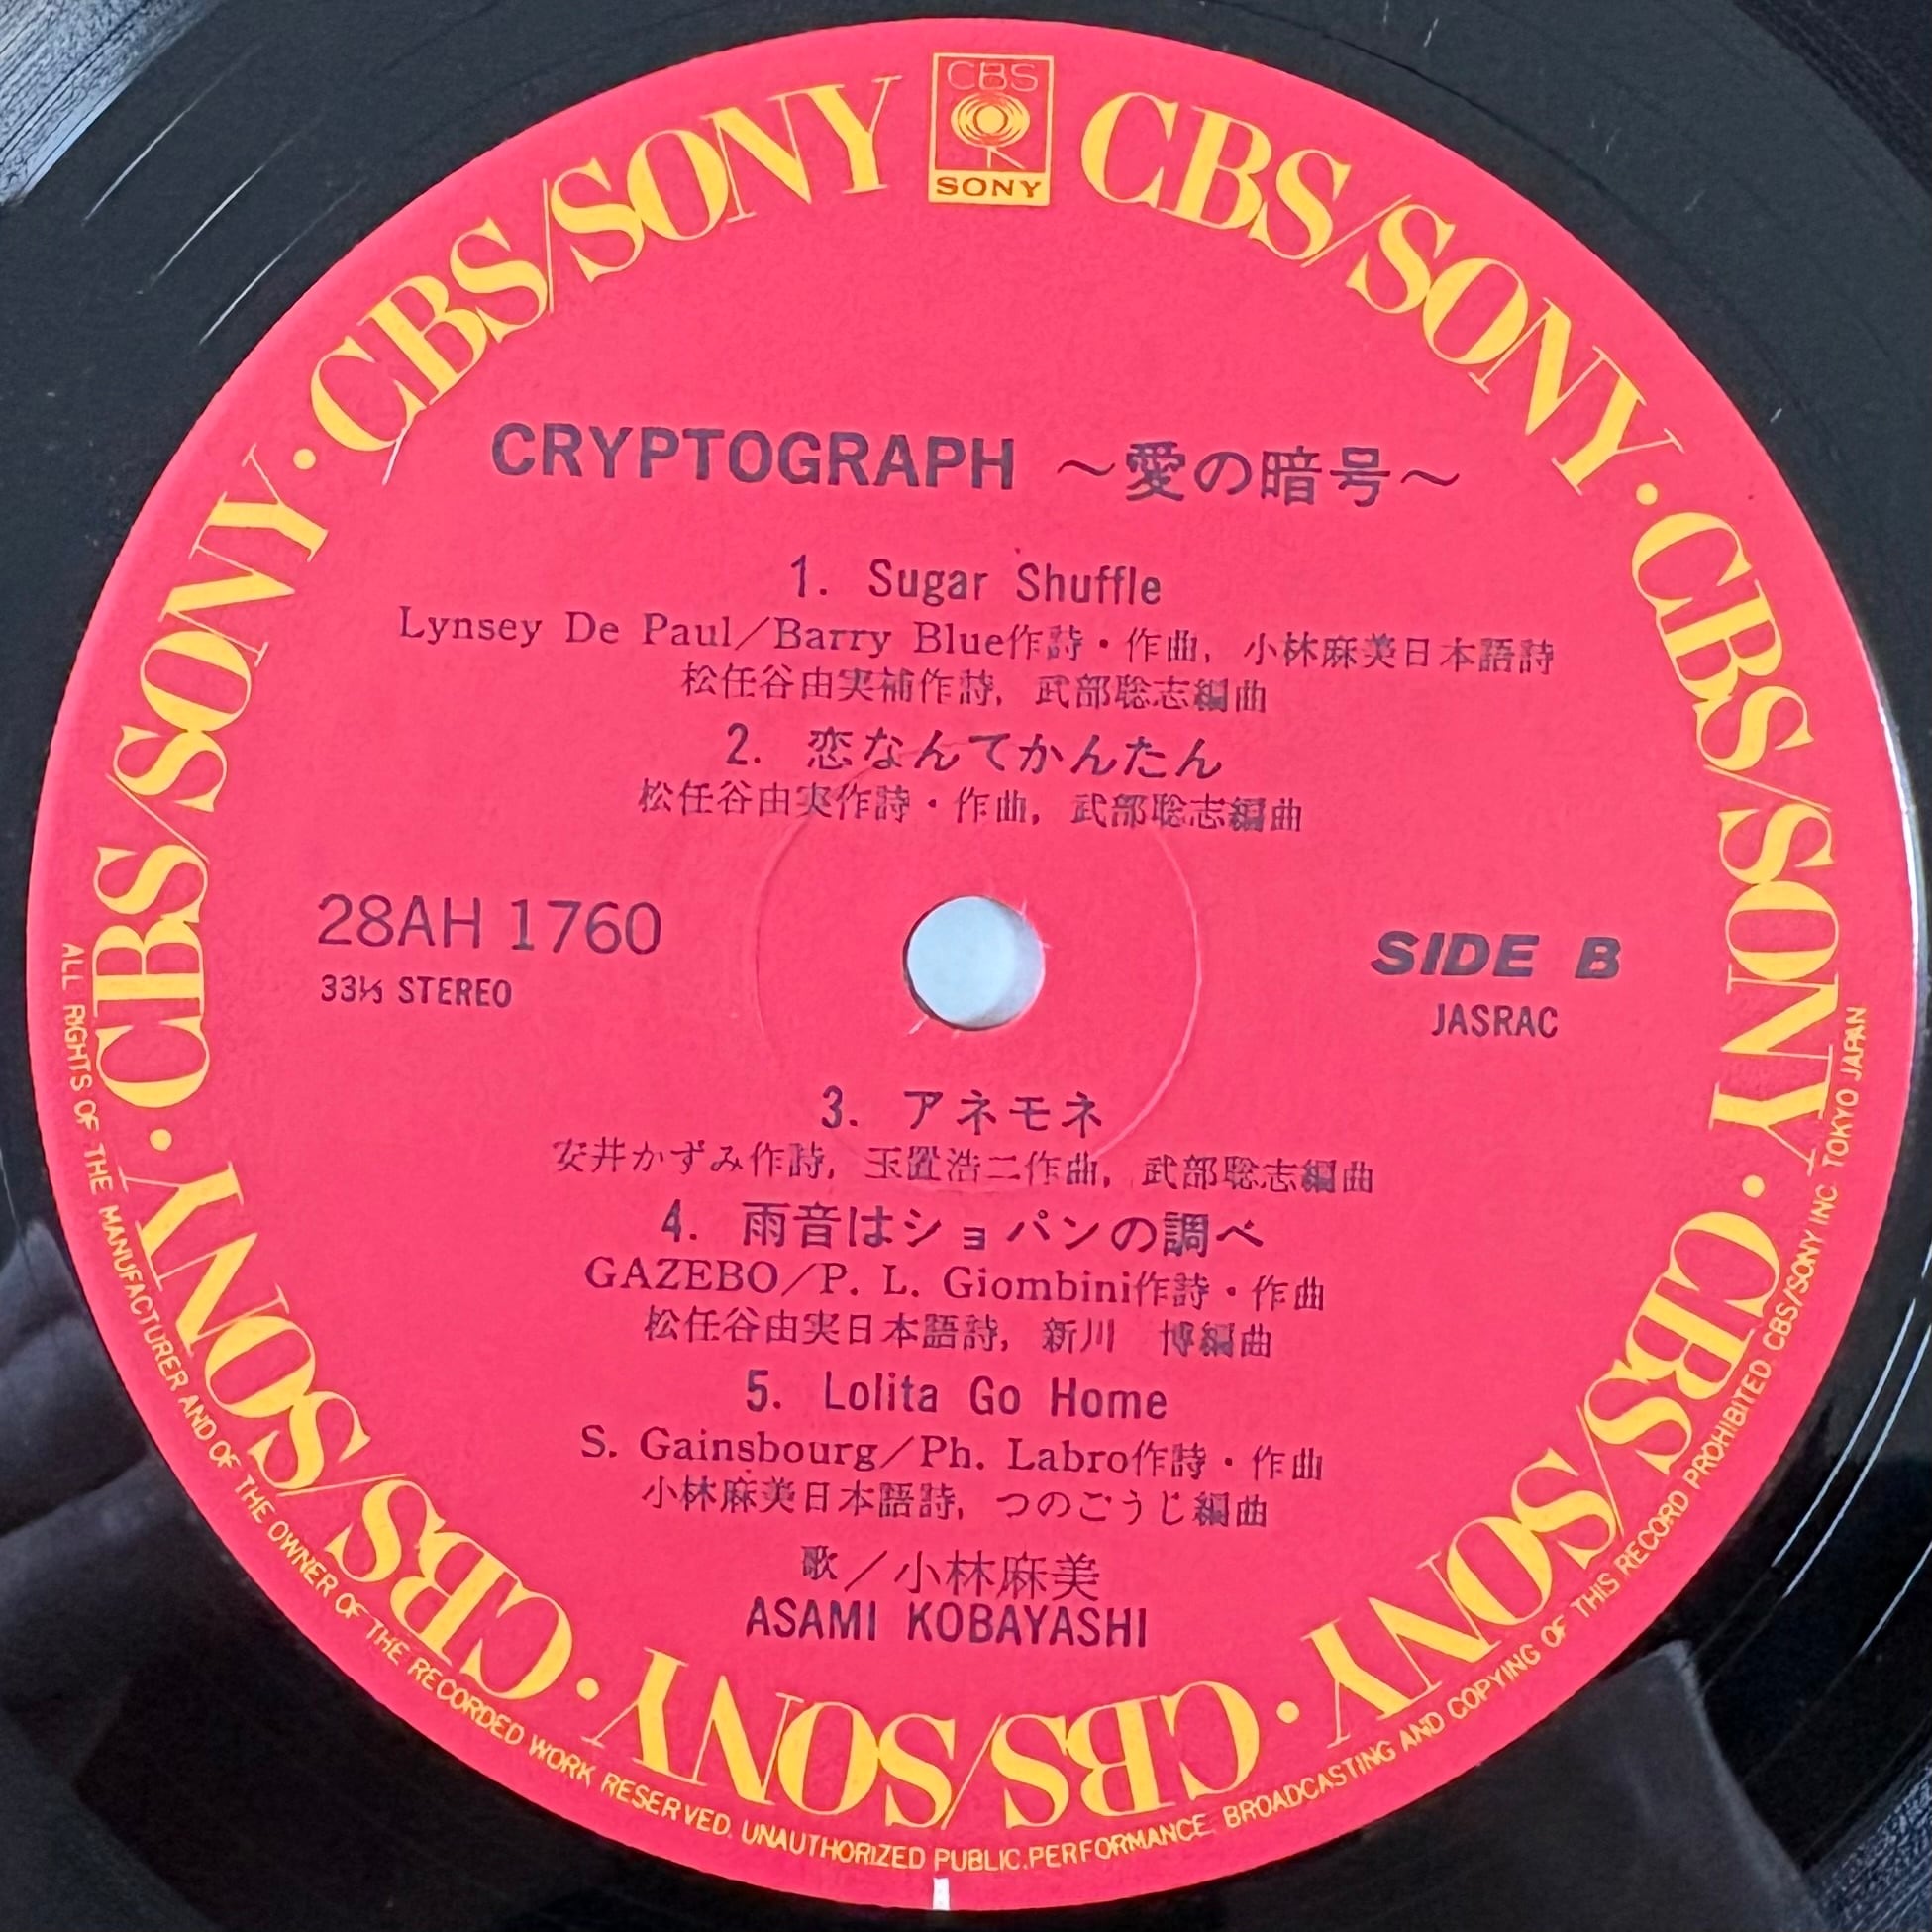 CBS
SONY
CBS/SONY · CBS/SONY · CBS/SONY · CBS/SONY · CBS/SONY · CBS/SONY · CBS/SONY
CRYPTOGRAPH ～愛の暗号～
1. Sugar Shuffle
Lynsey De Paul／Barry Blue作詩・作曲, 小林麻美日本語詩
松任谷由実補作詩, 武部聡志編曲
2. 恋なんてかんたん
松任谷由実作詩・作曲, 武部聡志編曲
28AH 1760
33⅓ STEREO
SIDE B
JASRAC
3. アネモネ
安井かずみ作詩, 玉置浩二作曲, 武部聡志編曲
4. 雨音はショパンの調べ
GAZEBO／P. L. Giombini作詩・作曲
松任谷由実日本語詩, 新川 博編曲
5. Lolita Go Home
S. Gainsbourg／Ph. Labro作詩・作曲
小林麻美日本語詩, つのごうじ編曲
歌／小林麻美
ASAMI KOBAYASHI
ALL RIGHTS OF THE MANUFACTURER AND OF THE OWNER OF THE RECORDED WORK RESERVED. UNAUTHORIZED PUBLIC.PERFORMANCE. BROADCASTING AND COPYING OF THIS RECORD PROHIBITED CBS/SONY INC. TOKYO JAPAN